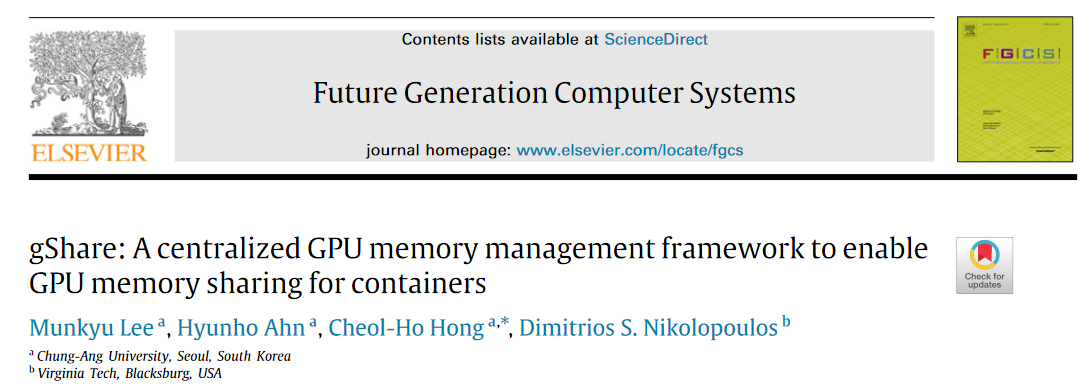 Contents lists available at ScienceDirect
Future Generation Computer Systems
journal homepage: www.elsevier.com/locate/fgcs
ELSEVIER
FGCS
gShare: A centralized GPU memory management framework to enable
GPU memory sharing for containers
Check for
updates
Munkyu Lee a, Hyunho Ahn a, Cheol-Ho Hong a,*, Dimitrios S. Nikolopoulos b
a Chung-Ang University, Seoul, South Korea
b Virginia Tech, Blacksburg, USA